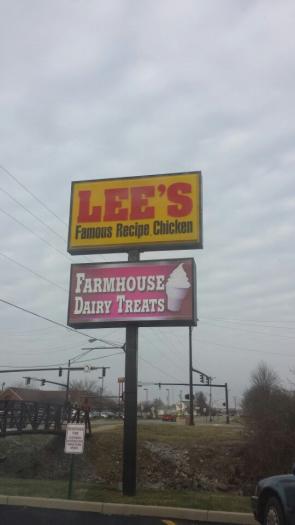 LEE'S
Famous Recipe Chicken
FARMHOUSE
DAIRY TREATS